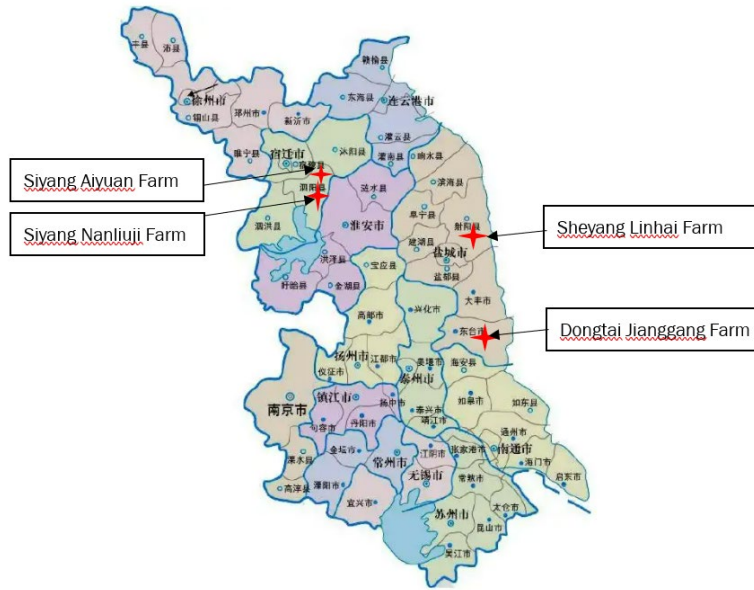 丰县
沛县
徐州市
铜山县
邳州市
新沂市
睢宁县
赣榆县
东海县
连云港市
灌云县
灌南县
响水县
沭阳县
宿迁市
泗阳县
泗洪县
Siyang Aiyuan Farm
Siyang Nanliuji Farm
涟水县
淮安市
洪泽县
盱眙县
金湖县
滨海县
阜宁县
射阳县
建湖县
盐城市
盐都县
大丰市
东台市
Sheyang Linhai Farm
Dongtai Jianggang Farm
宝应县
兴化市
高邮市
扬州市
江都市
仪征市
姜堰市
泰州市
泰兴市
靖江市
海安县
如皋市
如东县
通州市
南通市
海门市
启东市
南京市
镇江市
扬中市
句容市
丹阳市
溧水县
高淳县
金坛市
常州市
溧阳市
江阴市
无锡市
宜兴市
张家港市
常熟市
苏州市
太仓市
昆山市
吴江市